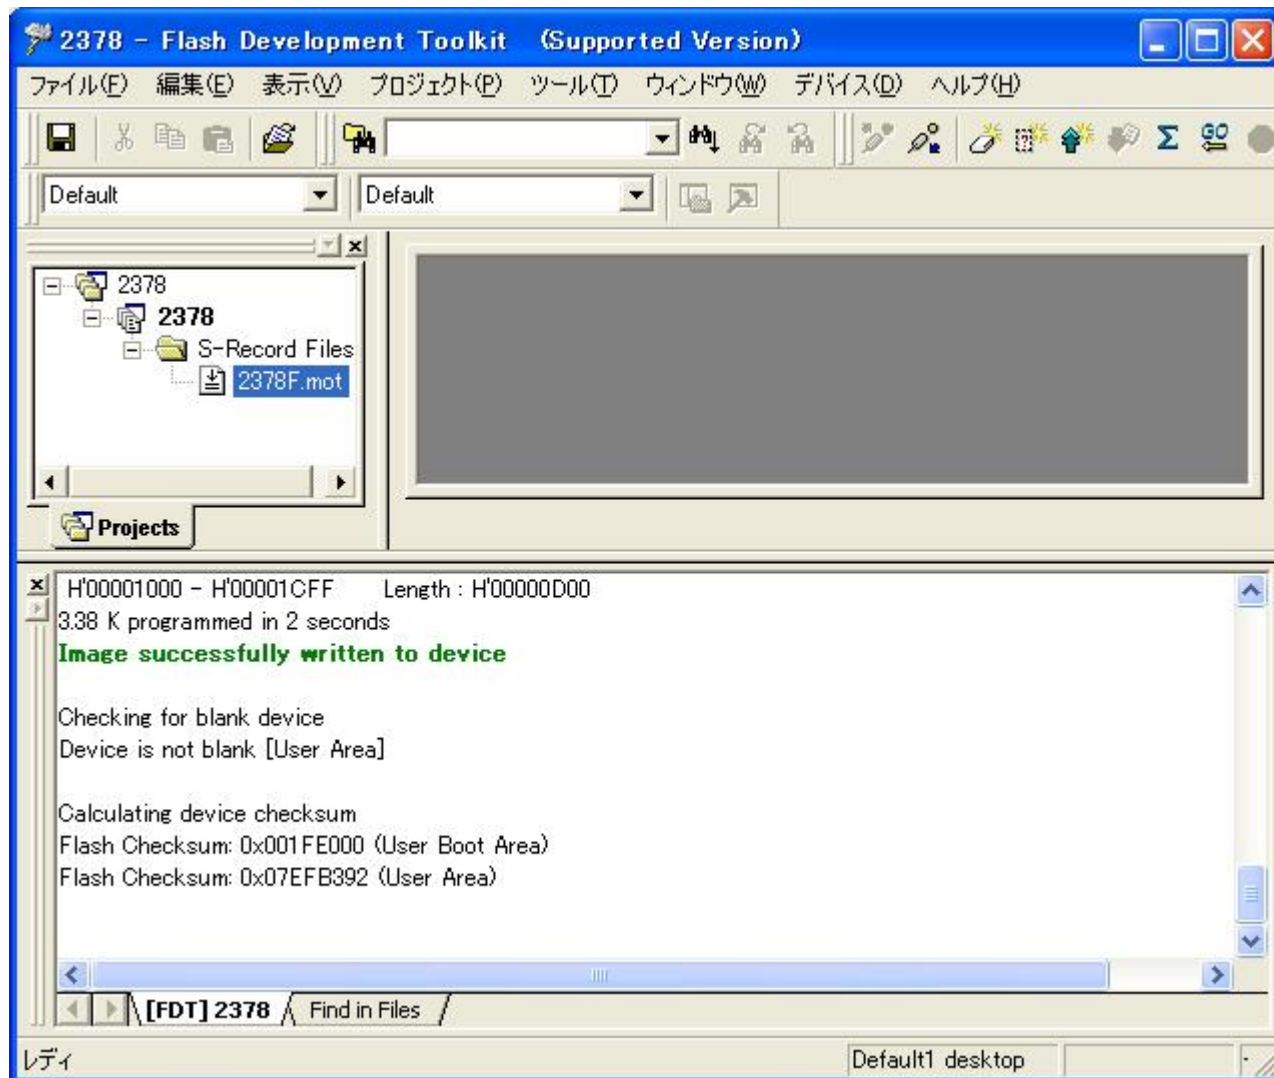 2378 - Flash Development Toolkit (Supported Version)
ファイル(F) 編集(E) 表示(V) プロジェクト(P) ツール(T) ウィンドウ(W) デバイス(D) ヘルプ(H)
Default Default
2378
2378
S-Record Files
2378F.mot
Projects
H'00001000 - H'00001CFF Length : H'00000D00
3.38 K programmed in 2 seconds
Image successfully written to device
Checking for blank device
Device is not blank [User Area]
Calculating device checksum
Flash Checksum: 0x001FE000 (User Boot Area)
Flash Checksum: 0x07EFB392 (User Area)
[FDT] 2378 Find in Files
レディ Default1 desktop